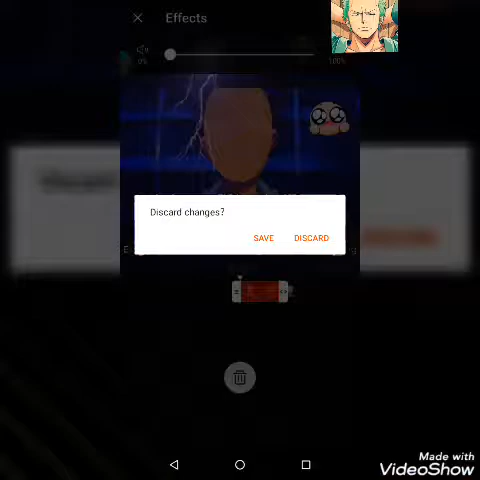 Effects
0%
100%
Discard changes?
SAVE
DISCARD
Made with
VideoShow